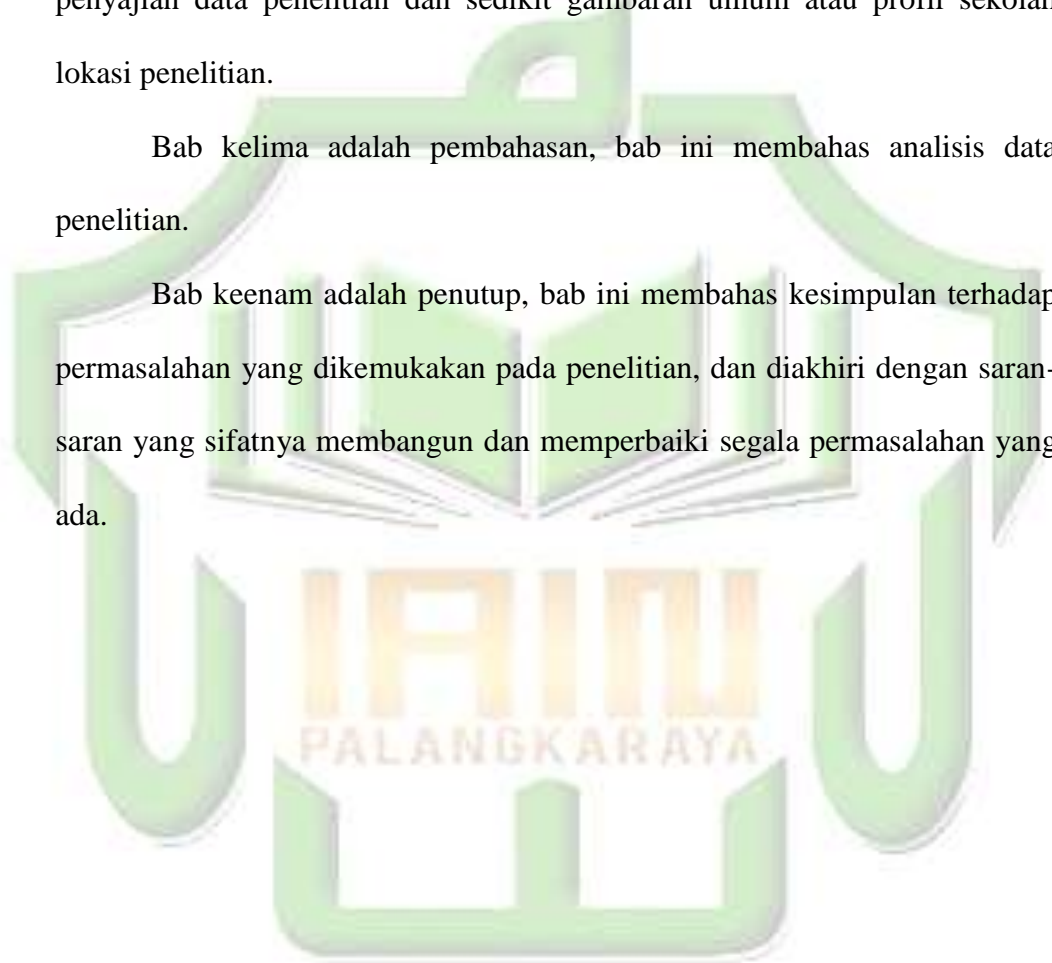 penyajian data penelitian dan sedikit gambaran umum atau profil sekolah
lokasi penelitian.
Bab kelima adalah pembahasan, bab ini membahas analisis data
penelitian.
Bab keenam adalah penutup, bab ini membahas kesimpulan terhadap
permasalahan yang dikemukakan pada penelitian, dan diakhiri dengan saran-
saran yang sifatnya membangun dan memperbaiki segala permasalahan yang
ada.
IAIN
PALANGKARAYA